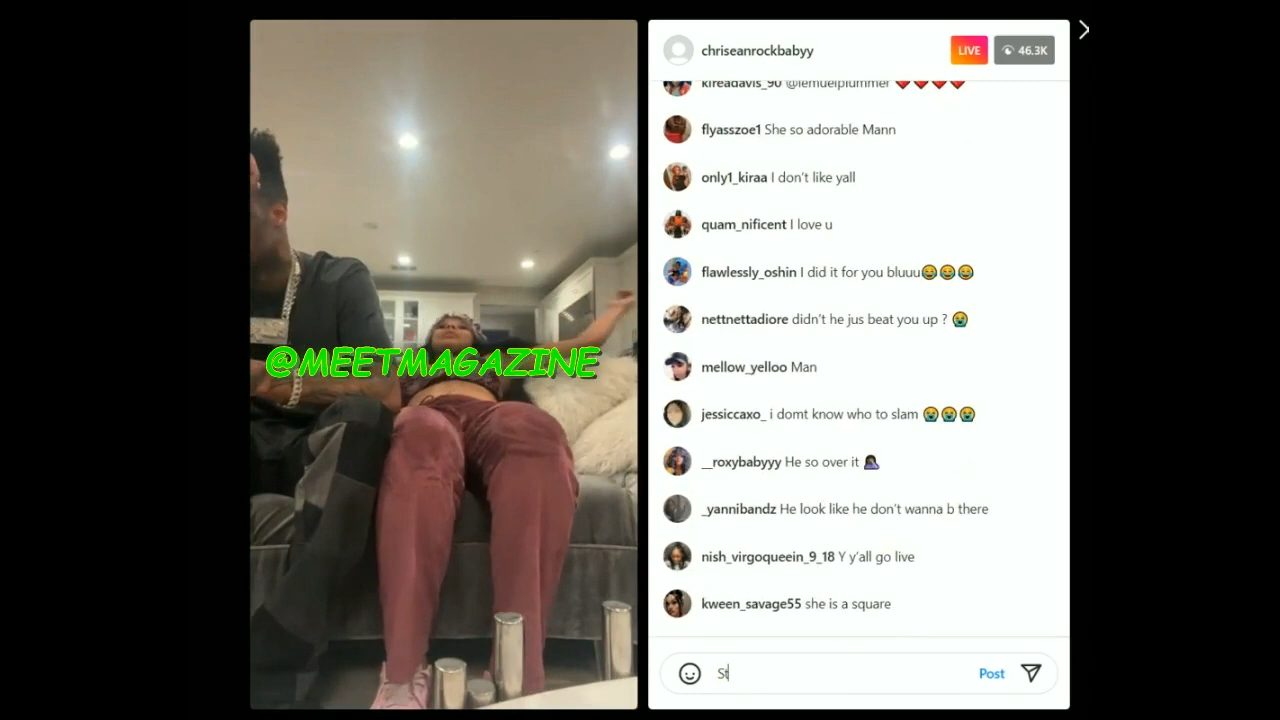 chriseanrockbabyy
LIVE
46.3K
kireadavis_90 @lemuelplummer ❤️❤️❤️❤️
flyasszoe1 She so adorable Mann
only1_kiraa I don't like yall
quam_nificent I love u
flawlessly_oshin I did it for you bluuu😂😂😂
nettnettadiore didn't he jus beat you up ? 😭
mellow_yelloo Man
jessiccaxo_ i domt know who to slam 😭😭😭
__roxybabyyy He so over it 🤦🏿‍♀️
_yannibandz He look like he don't wanna b there
nish_virgoqueein_9_18 Y y'all go live
kween_savage55 she is a square
St
Post
@MEETMAGAZINE